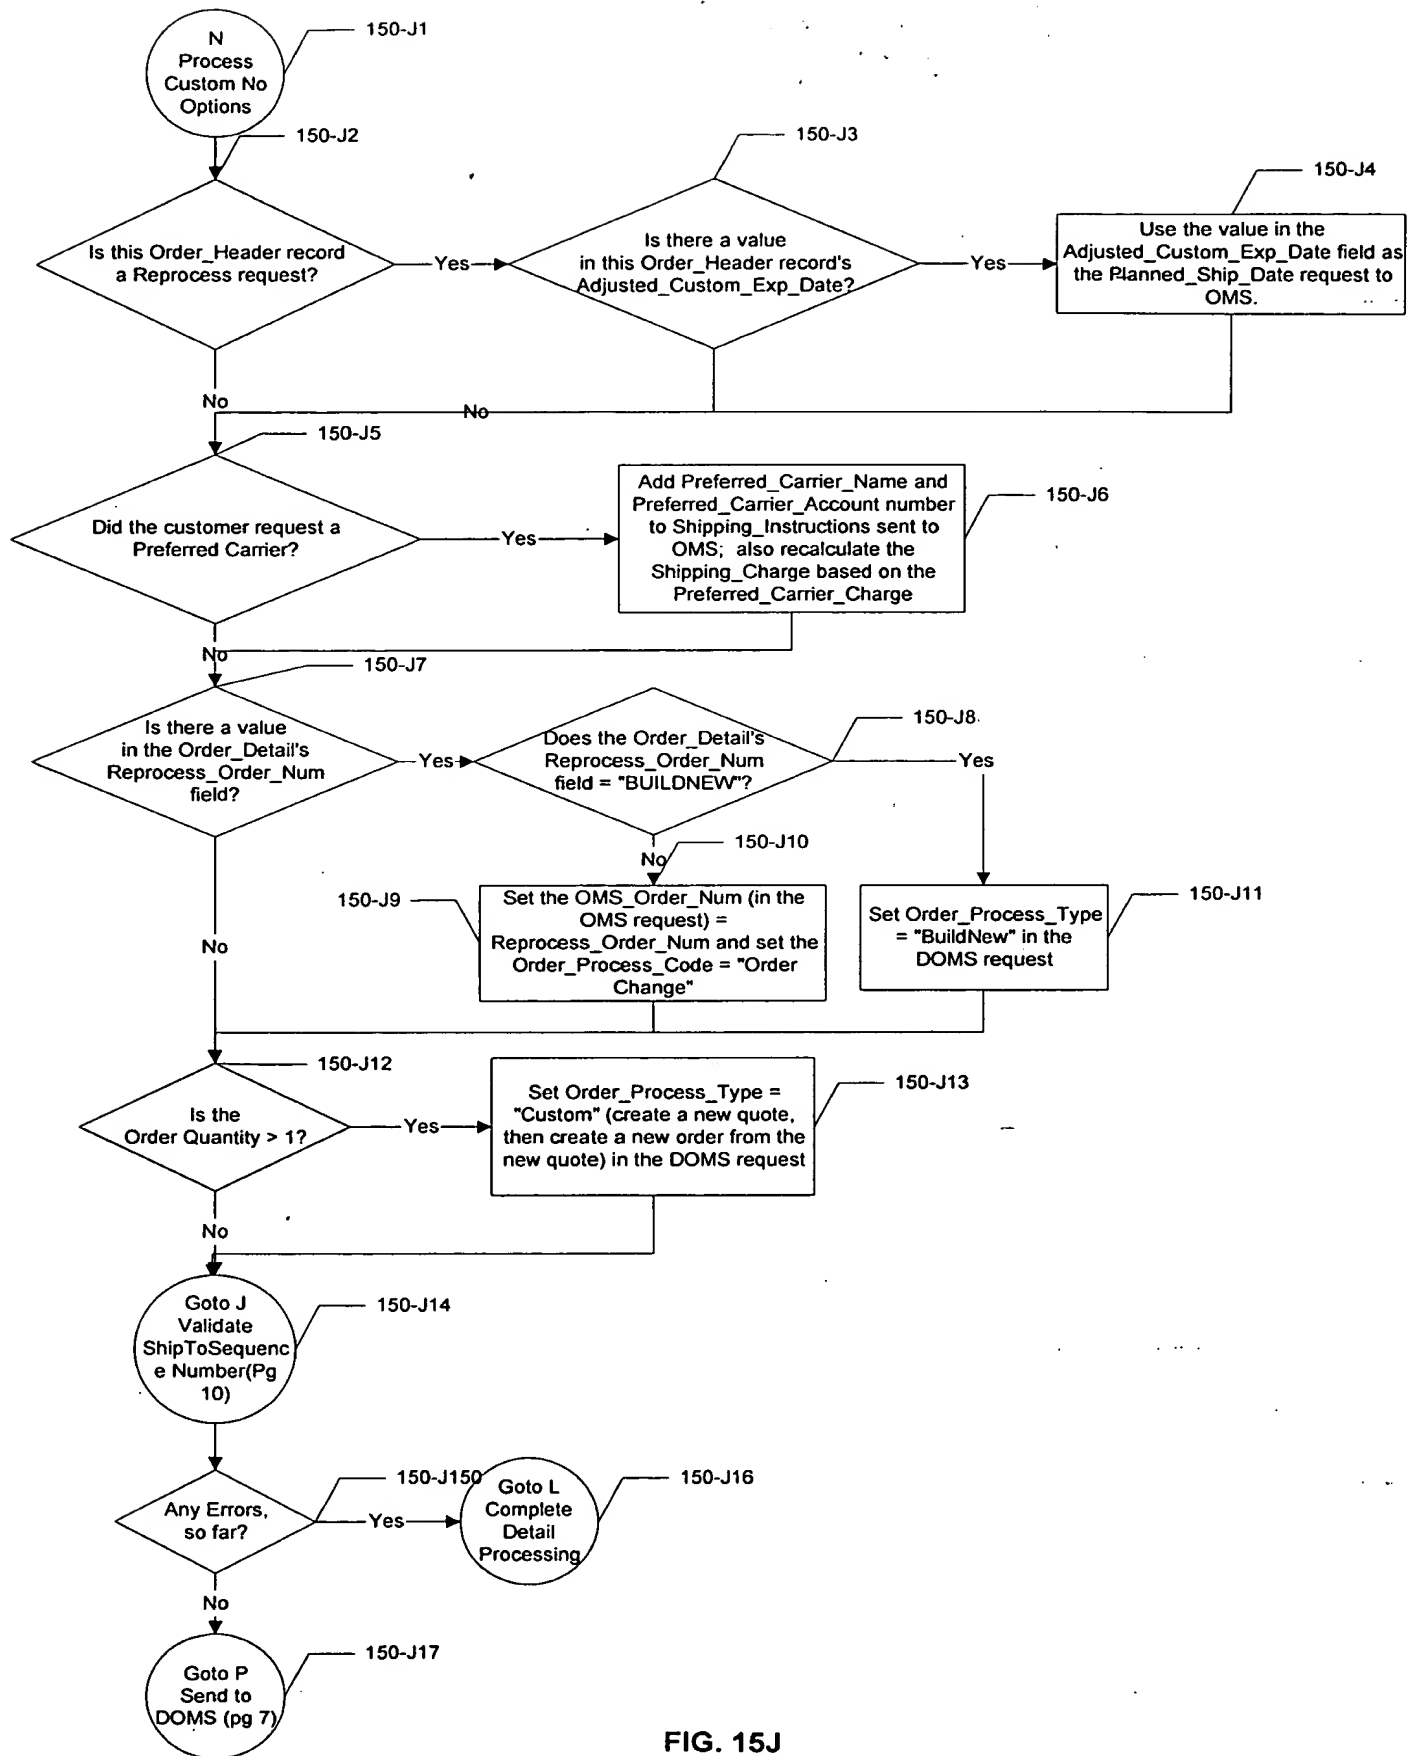 N
Process
Custom No
Options
150-J1
150-J2
150-J3
150-J4
Is this Order_Header record
a Reprocess request?
Yes
Is there a value
in this Order_Header record's
Adjusted_Custom_Exp_Date?
Yes
Use the value in the
Adjusted_Custom_Exp_Date field as
the Planned_Ship_Date request to
OMS.
No
No
150-J5
Did the customer request a
Preferred Carrier?
Yes
Add Preferred_Carrier_Name and
Preferred_Carrier_Account number
to Shipping_Instructions sent to
OMS; also recalculate the
Shipping_Charge based on the
Preferred_Carrier_Charge
150-J6
No
150-J7
Is there a value
in the Order_Detail's
Reprocess_Order_Num
field?
Yes
Does the Order_Detail's
Reprocess_Order_Num
field = "BUILDNEW"?
150-J8
Yes
No
150-J10
150-J9
Set the OMS_Order_Num (in the
OMS request) =
Reprocess_Order_Num and set the
Order_Process_Code = "Order
Change"
Set Order_Process_Type
= "BuildNew" in the
DOMS request
150-J11
No
150-J12
Is the
Order Quantity > 1?
Yes
Set Order_Process_Type =
"Custom" (create a new quote,
then create a new order from the
new quote) in the DOMS request
150-J13
No
Goto J
Validate
ShipToSequenc
e Number(Pg
10)
150-J14
Any Errors,
so far?
150-J150
Yes
Goto L
Complete
Detail
Processing
150-J16
No
Goto P
Send to
DOMS (pg 7)
150-J17
FIG. 15J